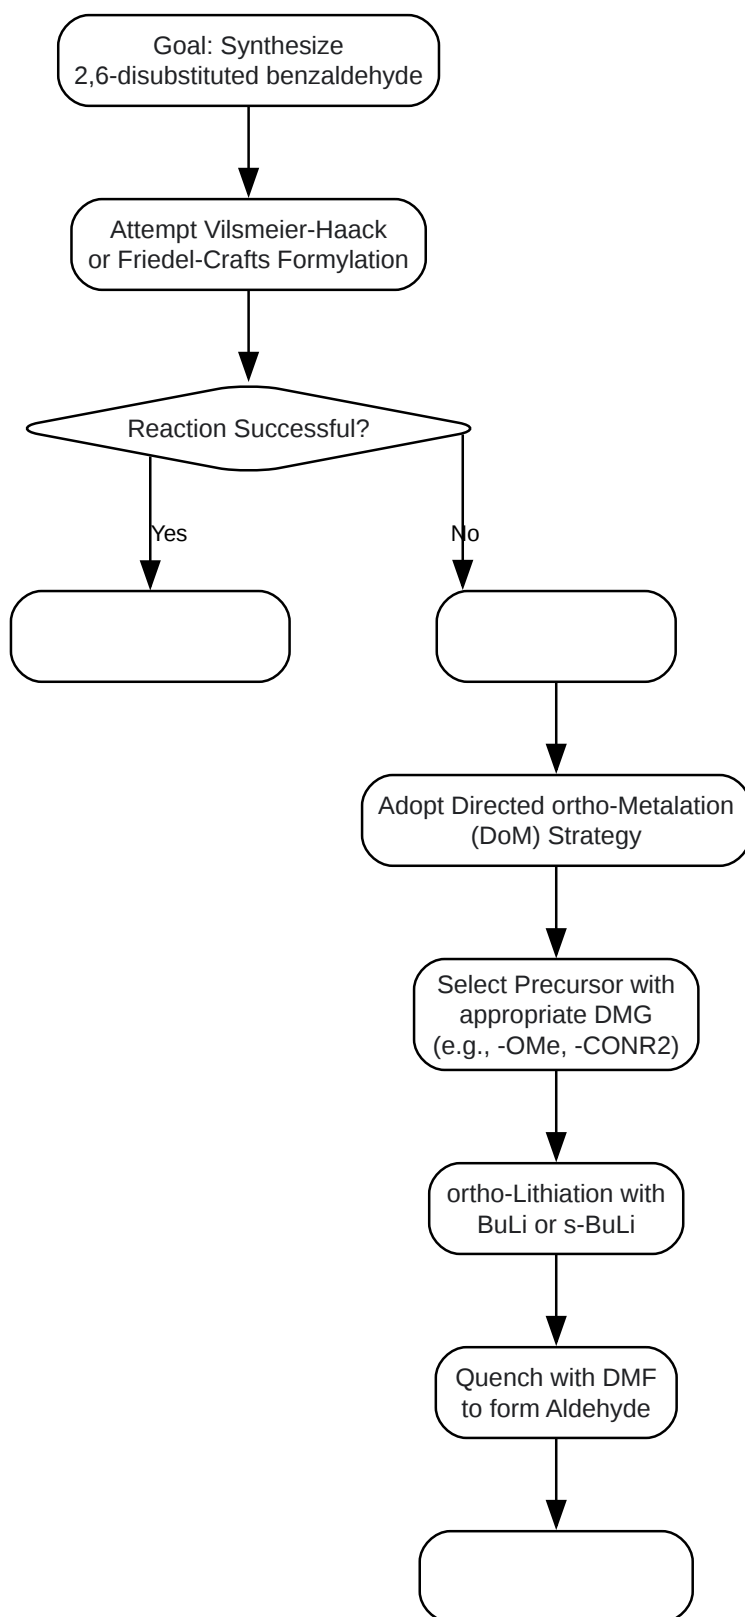 Goal: Synthesize
2,6-disubstituted benzaldehyde
Attempt Vilsmeier-Haack
or Friedel-Crafts Formylation
Reaction Successful?
Yes
No
Adopt Directed ortho-Metalation
(DoM) Strategy
Select Precursor with
appropriate DMG
(e.g., -OMe, -CONR2)
ortho-Lithiation with
BuLi or s-BuLi
Quench with DMF
to form Aldehyde